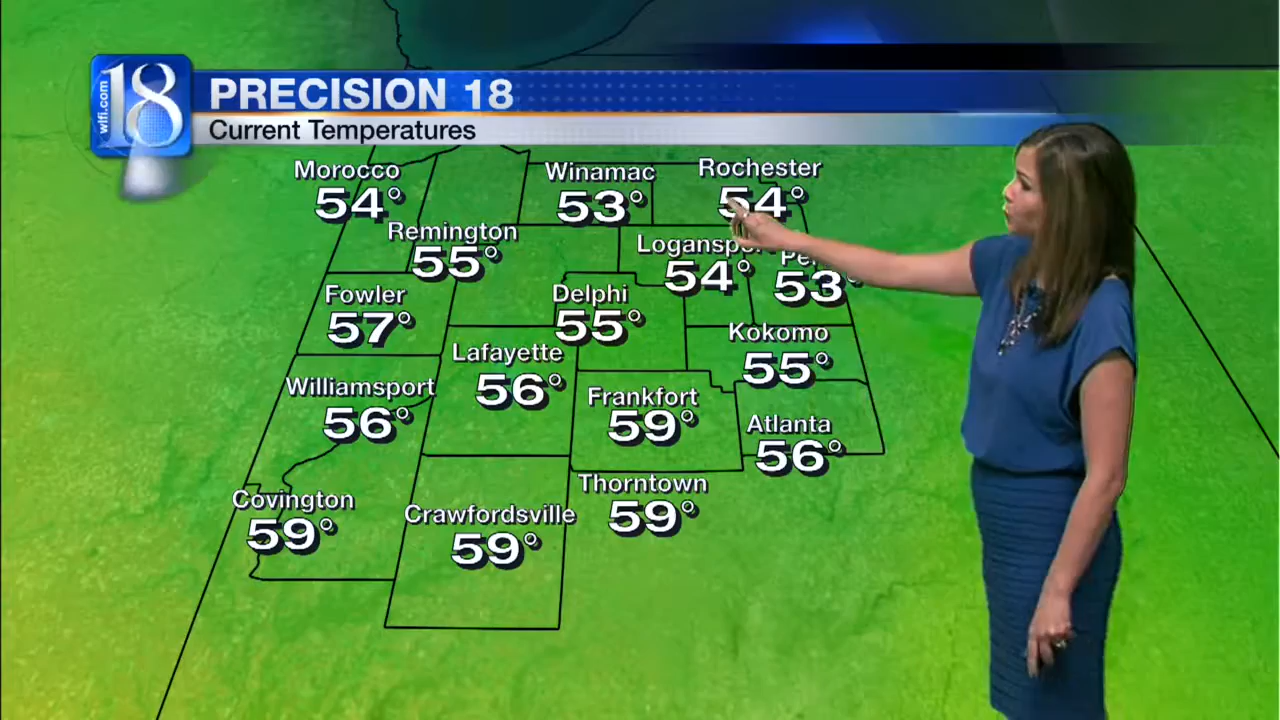 wlfi.com
18
PRECISION 18
Current Temperatures
Morocco
54°
Winamac
53°
Rochester
54°
Remington
55°
54°
53°
Fowler
57°
Delphi
55°
Kokomo
55°
Lafayette
56°
Williamsport
56°
Frankfort
59°
Atlanta
56°
Thorntown
59°
Covington
59°
Crawfordsville
59°